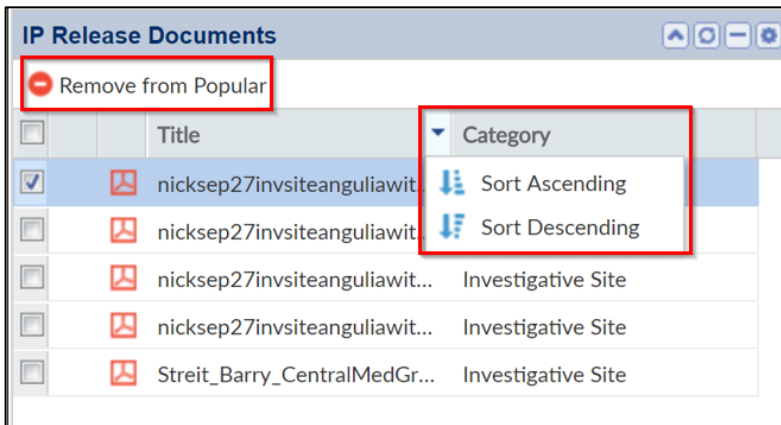 IP Release Documents
Remove from Popular
Title Category
nicksep27invsiteanguliawit... Sort Ascending
nicksep27invsiteanguliawit... Sort Descending
nicksep27invsiteanguliawit... Investigative Site
nicksep27invsiteanguliawit... Investigative Site
Streit_Barry_CentralMedGr... Investigative Site